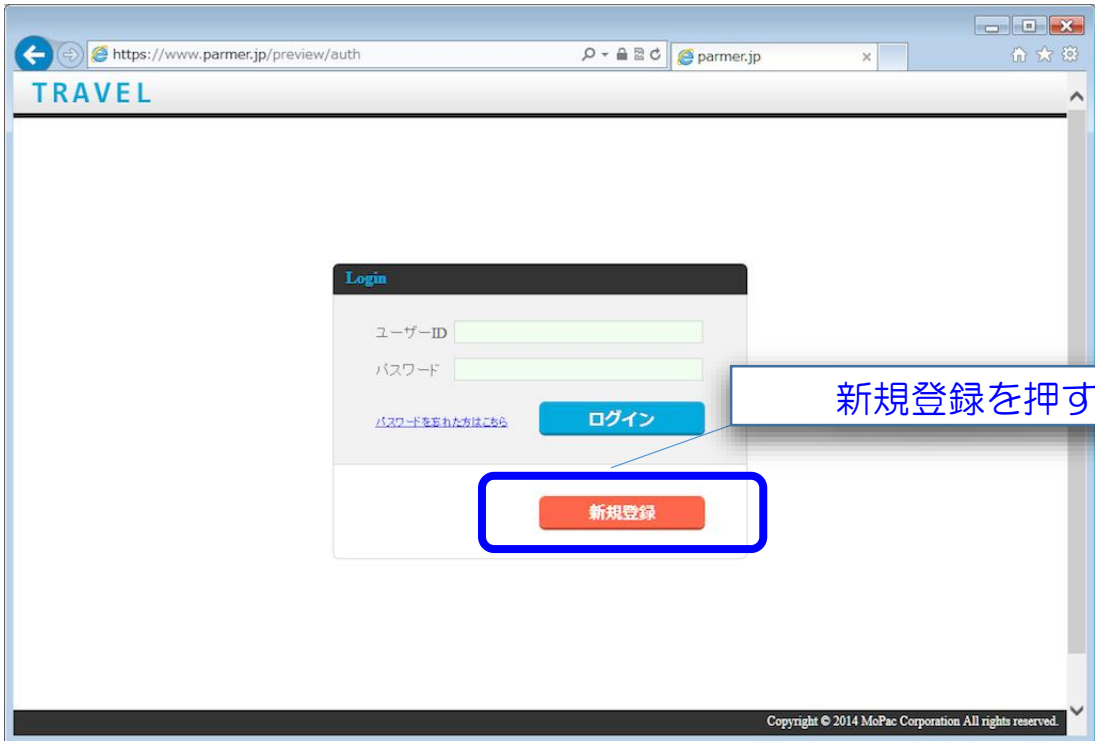 https://www.parmer.jp/preview/auth
parmer.jp
TRAVEL
Login
ユーザーID
パスワード
新規登録を押す
パスワードを忘れた方はこちら
ログイン
新規登録
Copyright © 2014 MoPac Corporation All rights reserved.